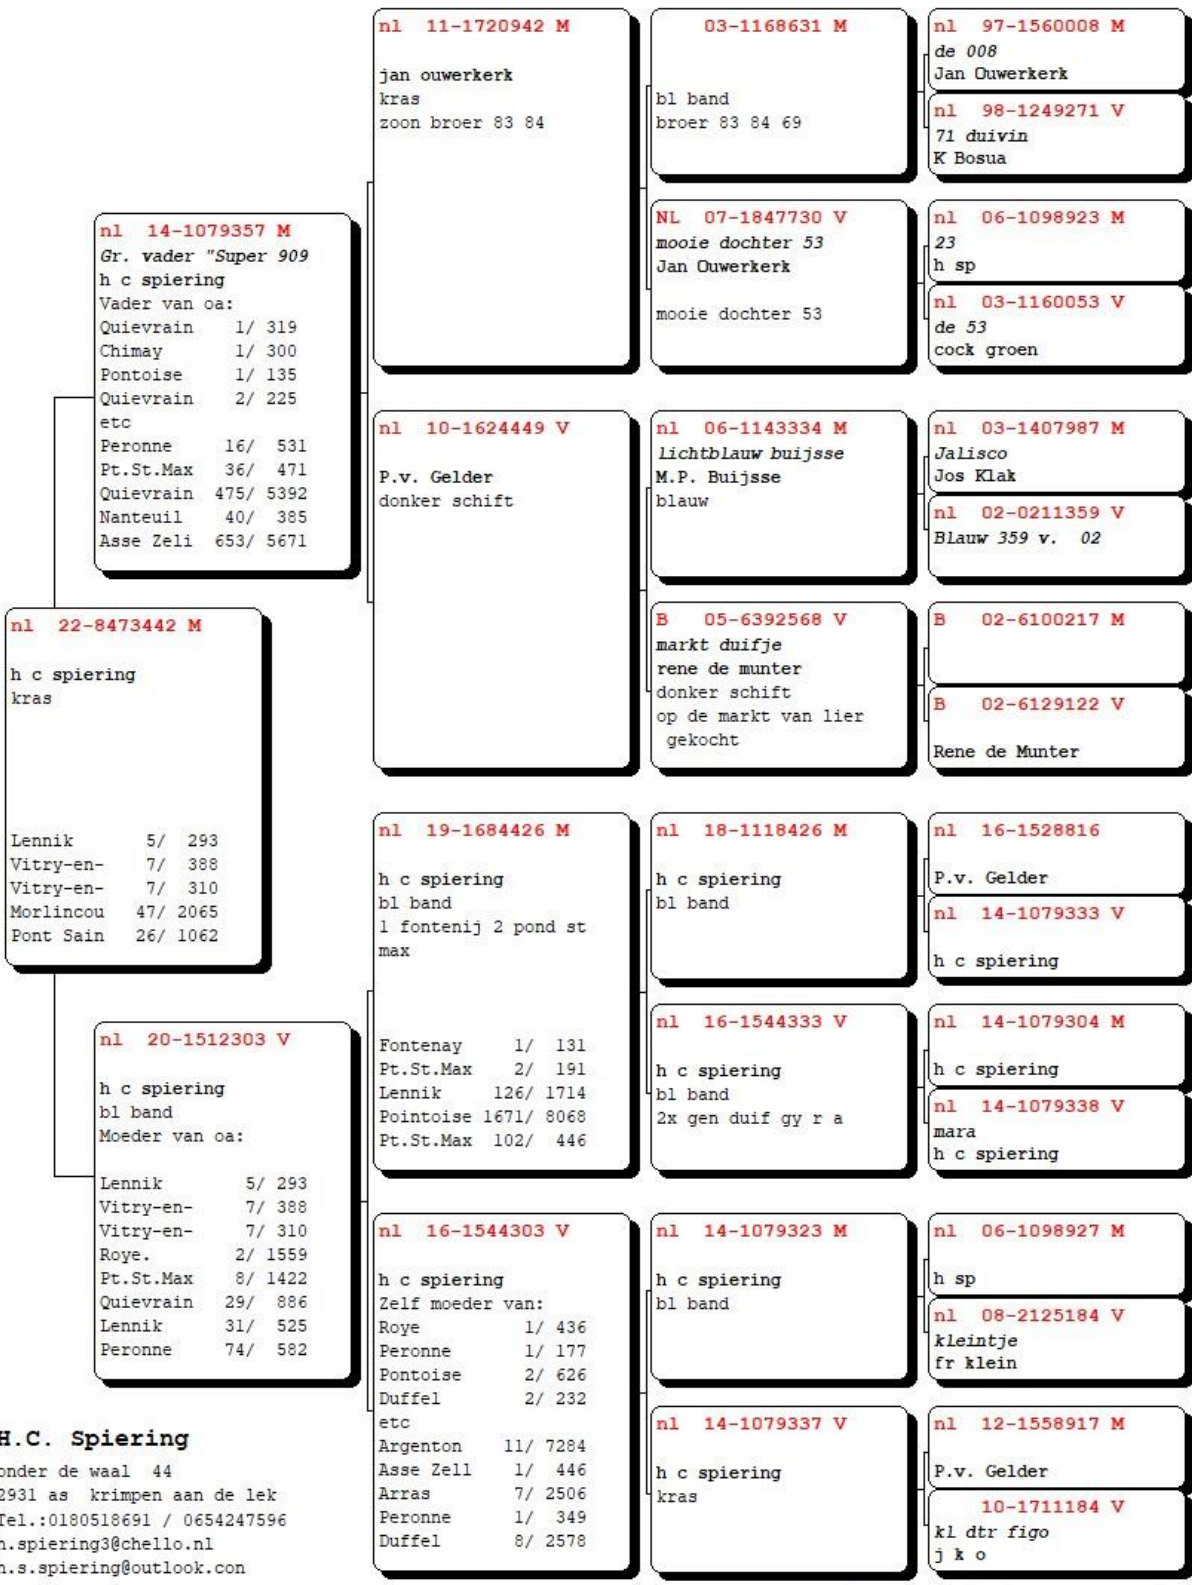 nl 22-8473442 M
h c spiering
kras
Lennik 5/ 293
Vitry-en- 7/ 388
Vitry-en- 7/ 310
Morlincou 47/ 2065
Pont Sain 26/ 1062
nl 14-1079357 M
Gr. vader "Super 909
h c spiering
Vader van oa:
Quievrain 1/ 319
Chimay 1/ 300
Pontoise 1/ 135
Quievrain 2/ 225
etc
Peronne 16/ 531
Pt.St.Max 36/ 471
Quievrain 475/ 5392
Nanteuil 40/ 385
Asse Zeli 653/ 5671
nl 20-1512303 V
h c spiering
bl band
Moeder van oa:
Lennik 5/ 293
Vitry-en- 7/ 388
Vitry-en- 7/ 310
Roye. 2/ 1559
Pt.St.Max 8/ 1422
Quievrain 29/ 886
Lennik 31/ 525
Peronne 74/ 582
nl 11-1720942 M
jan ouwerkerk
kras
zoon broer 83 84
nl 10-1624449 V
P.v. Gelder
donker schift
nl 19-1684426 M
h c spiering
bl band
1 fontenij 2 pond st
max
Fontenay 1/ 131
Pt.St.Max 2/ 191
Lennik 126/ 1714
Pointoise 1671/ 8068
Pt.St.Max 102/ 446
nl 16-1544303 V
h c spiering
Zelf moeder van:
Roye 1/ 436
Peronne 1/ 177
Pontoise 2/ 626
Duffel 2/ 232
etc
Argenton 11/ 7284
Asse Zell 1/ 446
Arras 7/ 2506
Peronne 1/ 349
Duffel 8/ 2578
03-1168631 M
bl band
broer 83 84 69
NL 07-1847730 V
mooie dochter 53
Jan Ouwerkerk
mooie dochter 53
nl 06-1143334 M
Lichtblauw buijsse
M.P. Buijsse
blauw
B 05-6392568 V
markt duifje
rene de munter
donker schift
op de markt van lier
gekocht
nl 18-1118426 M
h c spiering
bl band
nl 16-1544333 V
h c spiering
bl band
2x gen duif gy r a
nl 14-1079323 M
h c spiering
bl band
nl 14-1079337 V
h c spiering
kras
nl 97-1560008 M
de 008
Jan Ouwerkerk
nl 98-1249271 V
71 duivin
K Bosua
nl 06-1098923 M
23
h sp
nl 03-1160053 V
de 53
cock groen
nl 03-1407987 M
Jalisco
Jos Klak
nl 02-0211359 V
Blauw 359 v. 02
B 02-6100217 M
B 02-6129122 V
Rene de Munter
nl 16-1528816
P.v. Gelder
nl 14-1079333 V
h c spiering
nl 14-1079304 M
h c spiering
nl 14-1079338 V
mara
h c spiering
nl 06-1098927 M
h sp
nl 08-2125184 V
kleintje
fr klein
nl 12-1558917 M
P.v. Gelder
10-1711184 V
kl dtr figo
j k o
H.C. Spiering
onder de waal 44
2931 as krimpen aan de lek
Tel.:0180518691 / 0654247596
h.spiering3@chello.nl
h.s.spiering@outlook.con